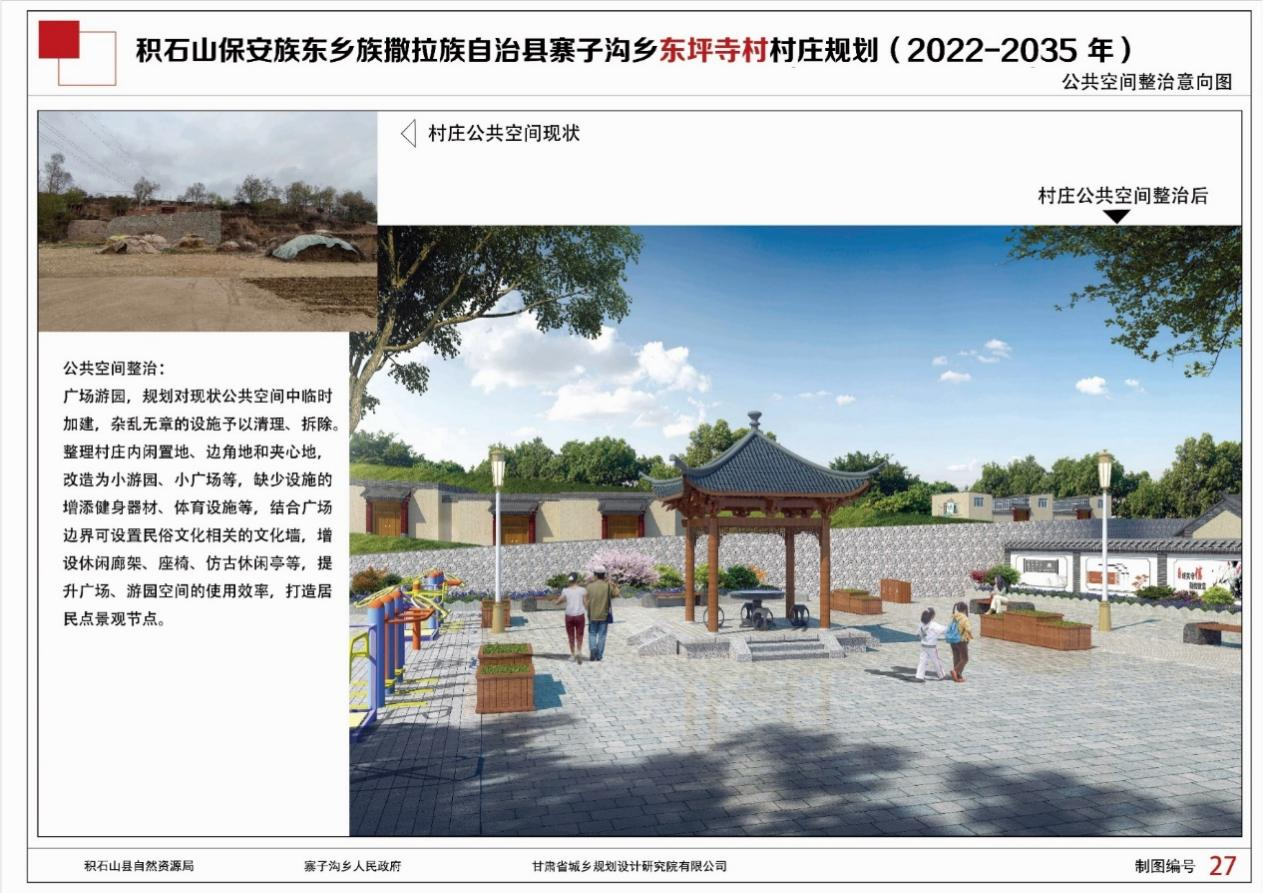 积石山保安族东乡族撒拉族自治县寨子沟乡东坪寺村村庄规划（2022-2035 年）
公共空间整治意向图
村庄公共空间现状
村庄公共空间整治后
公共空间整治：
广场游园，规划对现状公共空间中临时
加建，杂乱无章的设施予以清理、拆除。
整理村庄内闲置地、边角地和夹心地，
改造为小游园、小广场等，缺少设施的
增添健身器材、体育设施等，结合广场
边界可设置民俗文化相关的文化墙，增
设休闲廊架、座椅、仿古休闲亭等，提
升广场、游园空间的使用效率，打造居
民点景观节点。
积石山县自然资源局
寨子沟乡人民政府
甘肃省城乡规划设计研究院有限公司
制图编号 27